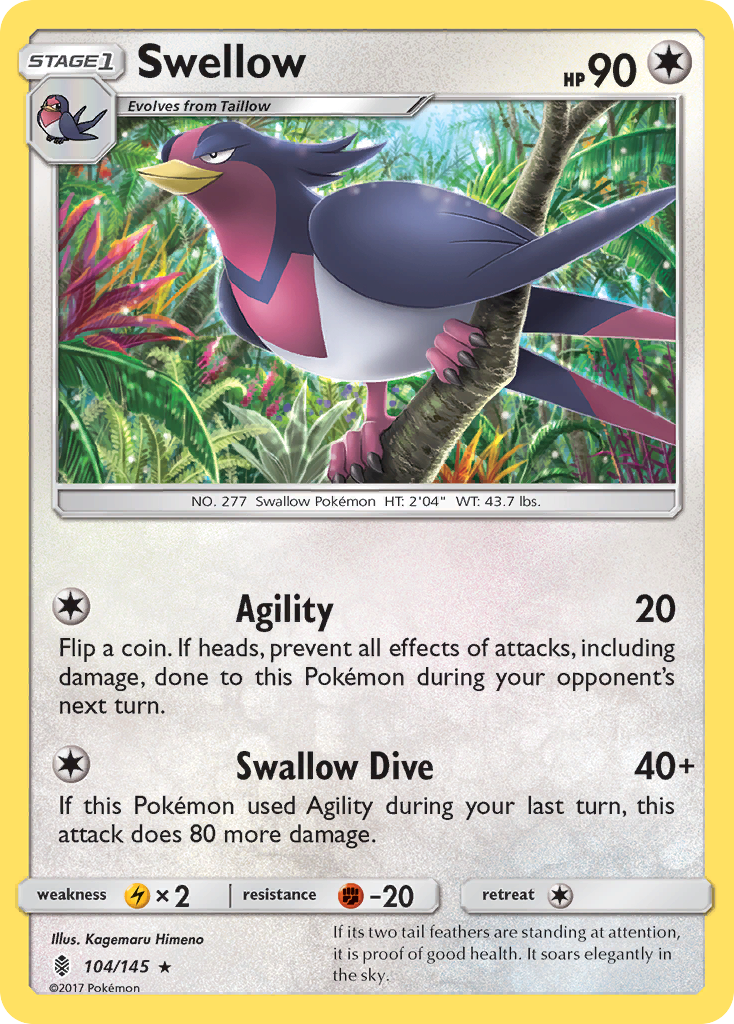 STAGE1
Swellow
HP 90
Evolves from Taillow
NO. 277 Swallow Pokémon HT: 2'04" WT: 43.7 lbs.
Agility 20
Flip a coin. If heads, prevent all effects of attacks, including
damage, done to this Pokémon during your opponent's
next turn.
Swallow Dive 40+
If this Pokémon used Agility during your last turn, this
attack does 80 more damage.
weakness ×2 resistance -20 retreat
Illus. Kagemaru Himeno
104/145 ★
©2017 Pokémon
If its two tail feathers are standing at attention,
it is proof of good health. It soars elegantly in
the sky.